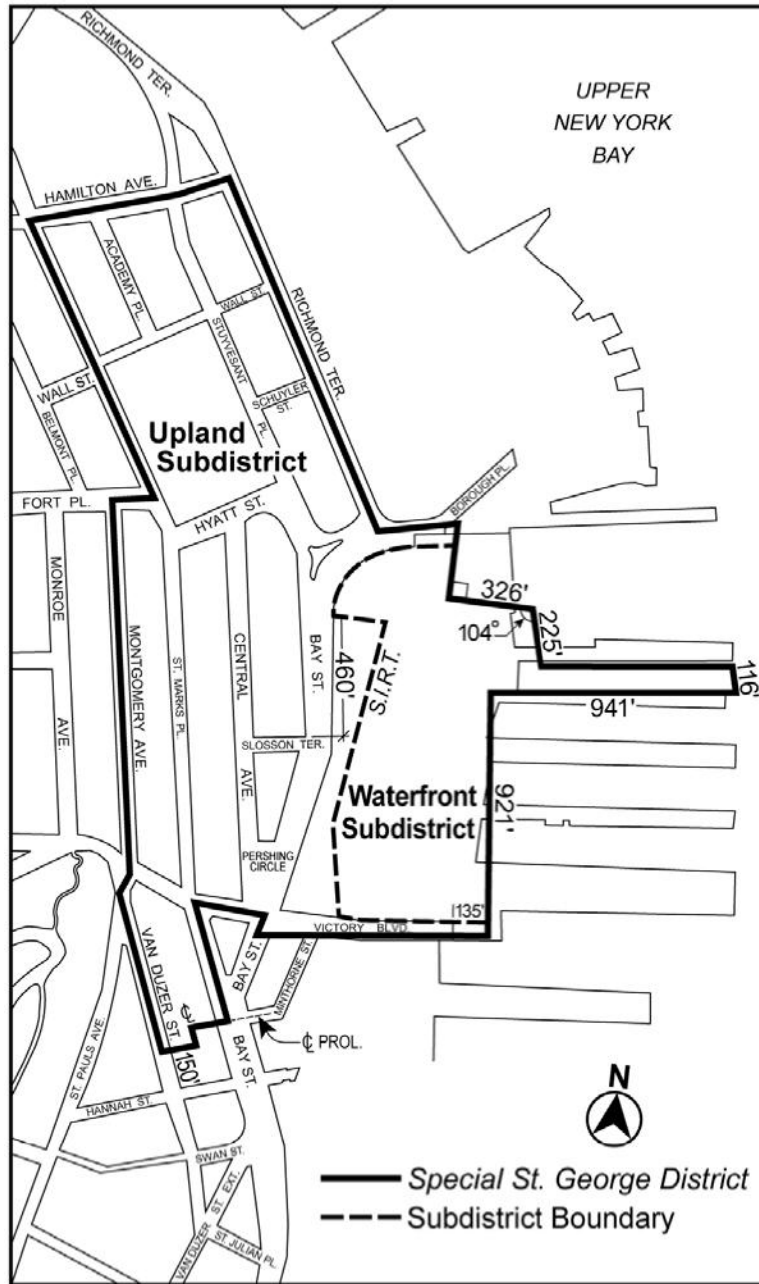 RICHMOND TER.
UPPER
NEW YORK
BAY
HAMILTON AVE.
ACADEMY PL.
WALL ST.
STUYVESANT
PL.
RICHMOND TER.
WALL ST.
SCHUYLER
ST.
BELMONT PL.
Upland
Subdistrict
FORT PL.
HYATT ST.
BOROUGH PL.
MONROE
AVE.
326'
104°
225'
MONTGOMERY AVE.
ST. MARKS PL.
CENTRAL
AVE.
BAY ST.
460'
S.I.R.T.
116'
941'
SLOSSON TER.
921'
Waterfront
Subdistrict
PERSHING
CIRCLE
135'
VICTORY BLVD.
VAN DUZER ST.
BAY ST.
MINTHORNE ST.
℄
℄ PROL.
ST. PAULS AVE.
150'
BAY ST.
HANNAH ST.
N
SWAN ST.
VAN DUZER ST. EXT.
ST. JULIAN PL.
Special St. George District
Subdistrict Boundary